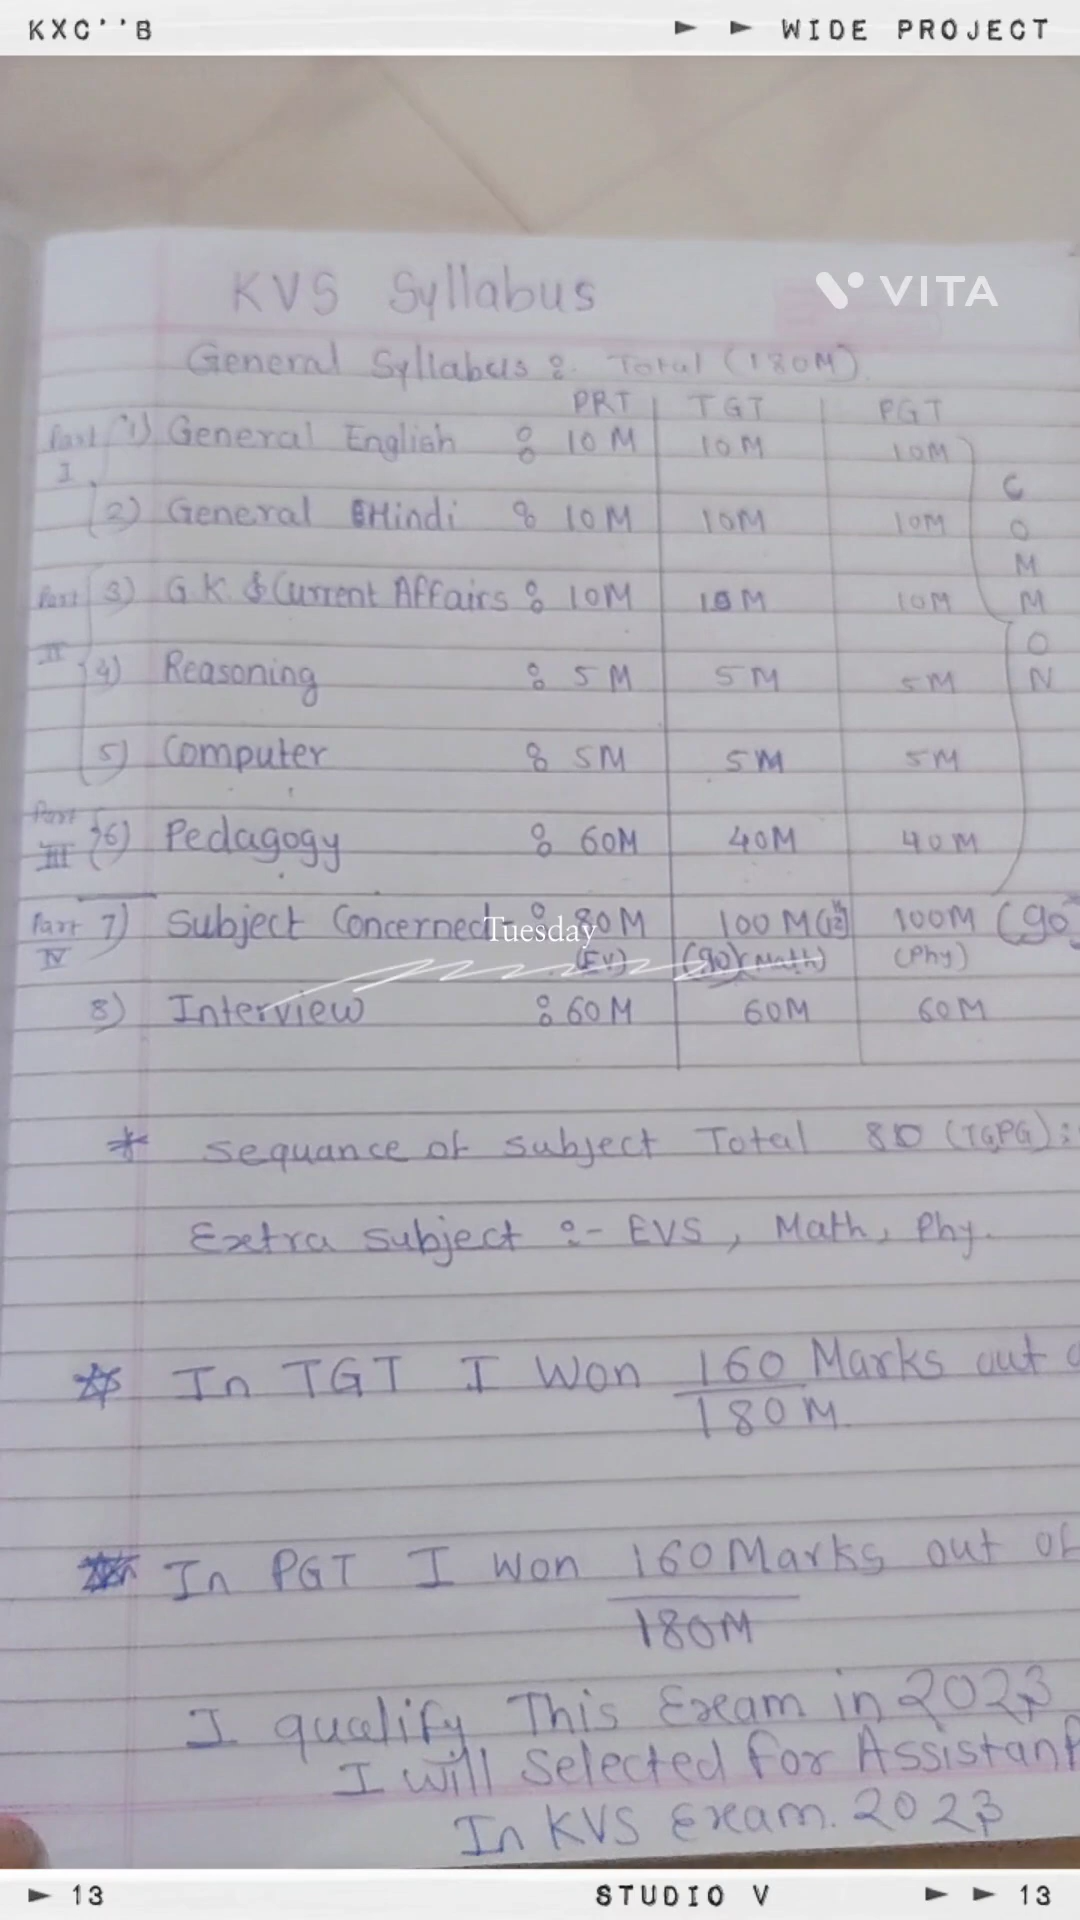 KXC''B ► ► WIDE PROJECT
KVS Syllabus
VITA
General Syllabus : Total (180M)
PRT TGT PGT
Part I 1) General English : 10M 10M 10M
2) General Hindi : 10M 10M 10M
Part II 3) G.K. & Current Affairs : 10M 10M 10M
4) Reasoning : 5M 5M 5M
5) Computer : 5M 5M 5M
COMMON
Part III 6) Pedagogy : 60M 40M 40M
Part IV 7) Subject Concerned : 80M 100M 100M (90
Tuesday
(EV) (90) (Math) (Phy)
8) Interview : 60M 60M 60M
* Sequance of Subject Total 80 (TGPG):
Extra Subject :- EVS, Math, Phy.
In TGT I Won 160 Marks out
180M.
In PGT I Won 160 Marks out of
180M
I qualify This Exam in 2023
I will Selected for Assistant
In KVS Exam. 2023
► 13 STUDIO V ► ► 13